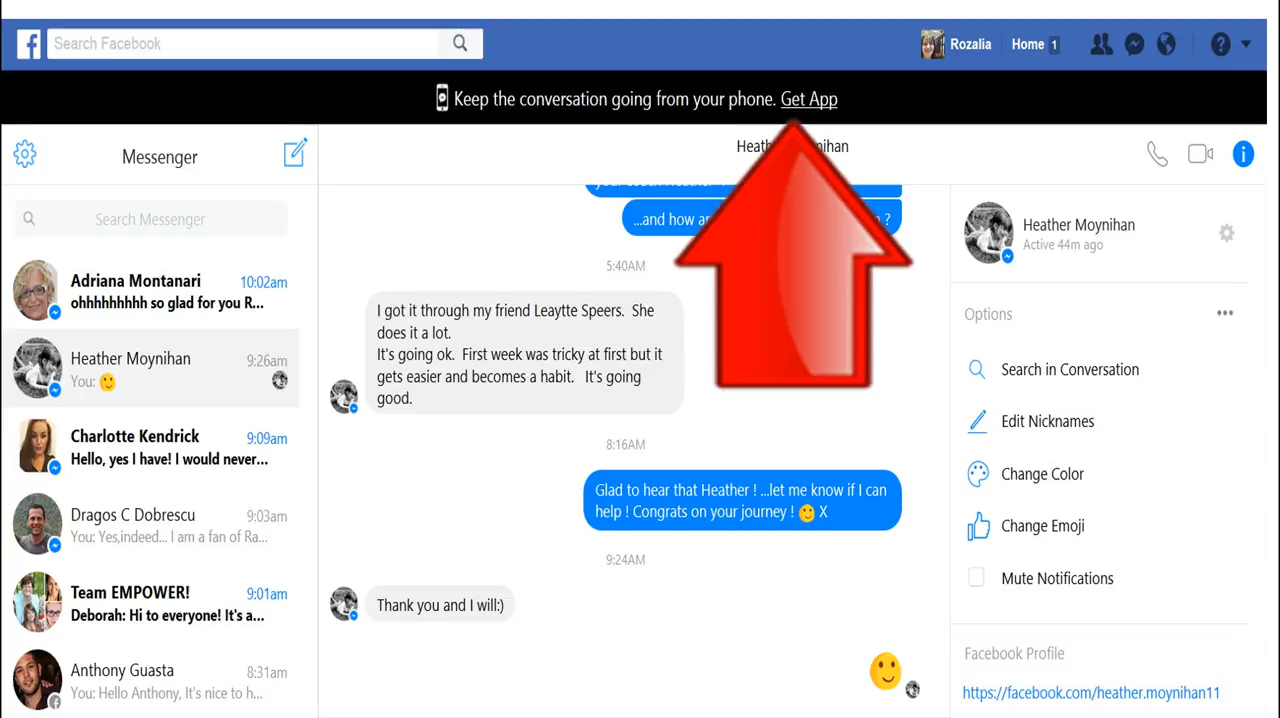 f
Search Facebook
Rozalia
Home 1
?
Keep the conversation going from your phone. Get App
Messenger
Search Messenger
Adriana Montanari 10:02am
ohhhhhhhhh so glad for you R...
Heather Moynihan 9:26am
You: 🙂
Charlotte Kendrick 9:09am
Hello, yes I have! I would never...
Dragos C Dobrescu 9:03am
You: Yes,indeed... I am a fan of Ra...
Team EMPOWER! 9:01am
Deborah: Hi to everyone! It's a...
Anthony Guasta 8:31am
You: Hello Anthony, It's nice to h...
...and how
?
5:40AM
I got it through my friend Leaytte Speers. She
does it a lot.
It's going ok. First week was tricky at first but it
gets easier and becomes a habit. It's going
good.
8:16AM
Glad to hear that Heather ! ...let me know if I can
help ! Congrats on your journey ! 🙂 X
9:24AM
Thank you and I will:)
i
Heather Moynihan
Active 44m ago
Options
Search in Conversation
Edit Nicknames
Change Color
Change Emoji
Mute Notifications
Facebook Profile
https://facebook.com/heather.moynihan11